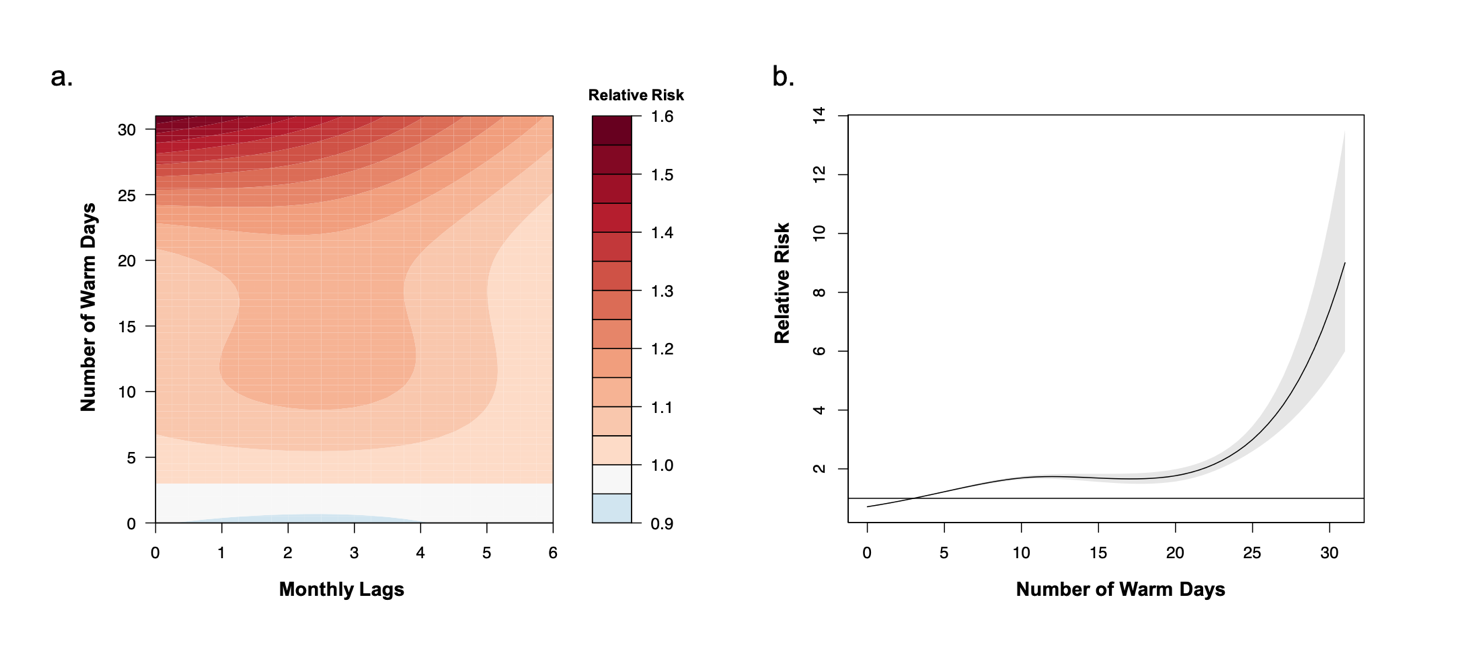 a.
Number of Warm Days
30
25
20
15
10
5
0
0 1 2 3 4 5 6
Monthly Lags
Relative Risk
1.6
1.5
1.4
1.3
1.2
1.1
1.0
0.9
b.
Relative Risk
14
12
10
8
6
4
2
0 5 10 15 20 25 30
Number of Warm Days